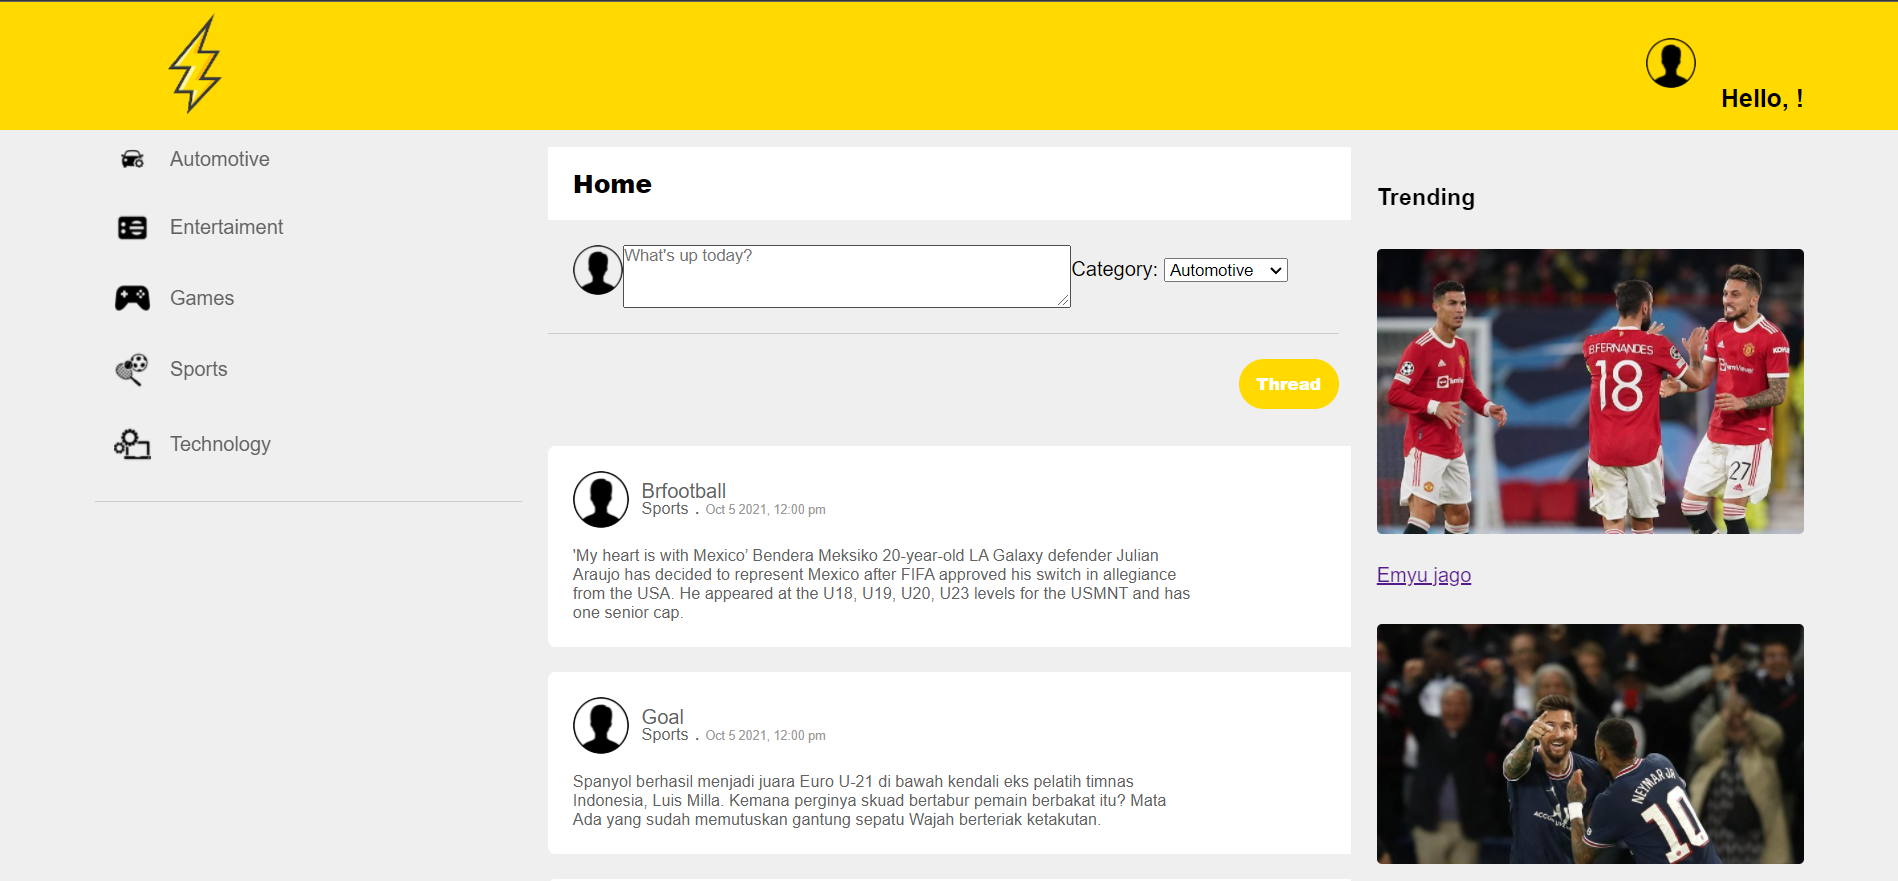 Hello, !
Automotive
Entertaiment
Games
Sports
Technology
Home
What's up today?
Category: Automotive
Thread
Brfootball
Sports . Oct 5 2021, 12:00 pm
'My heart is with Mexico’ Bendera Meksiko 20-year-old LA Galaxy defender Julian
Araujo has decided to represent Mexico after FIFA approved his switch in allegiance
from the USA. He appeared at the U18, U19, U20, U23 levels for the USMNT and has
one senior cap.
Goal
Sports . Oct 5 2021, 12:00 pm
Spanyol berhasil menjadi juara Euro U-21 di bawah kendali eks pelatih timnas
Indonesia, Luis Milla. Kemana perginya skuad bertabur pemain berbakat itu? Mata
Ada yang sudah memutuskan gantung sepatu Wajah berteriak ketakutan.
Trending
B.FERNANDES
18
TeamViewer
27
Emyu jago
NEYMAR JR
10